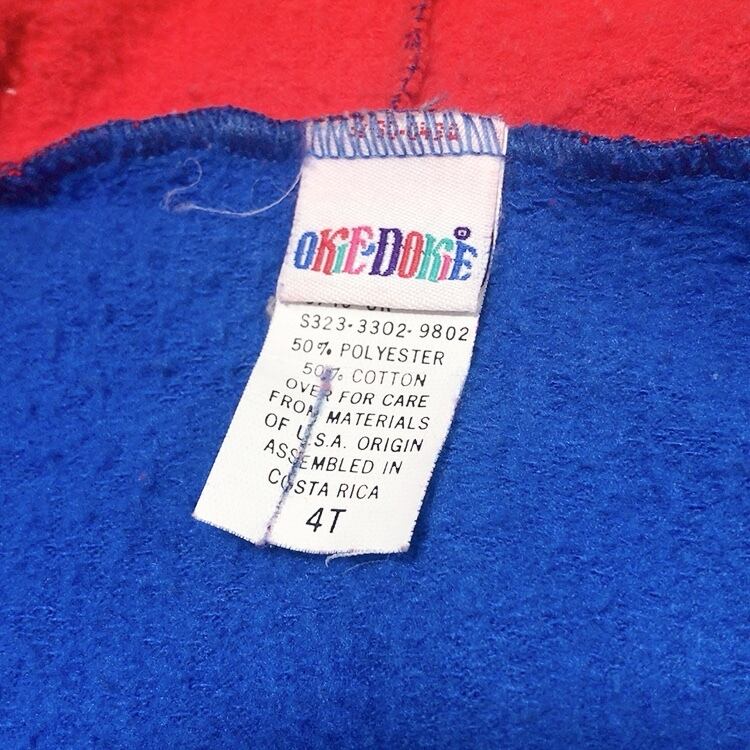 OKIE·DOKIE
S323-3302-9802
50% POLYESTER
50% COTTON
OVER FOR CARE
FROM MATERIALS
OF U.S.A. ORIGIN
ASSEMBLED IN
COSTA RICA
4T